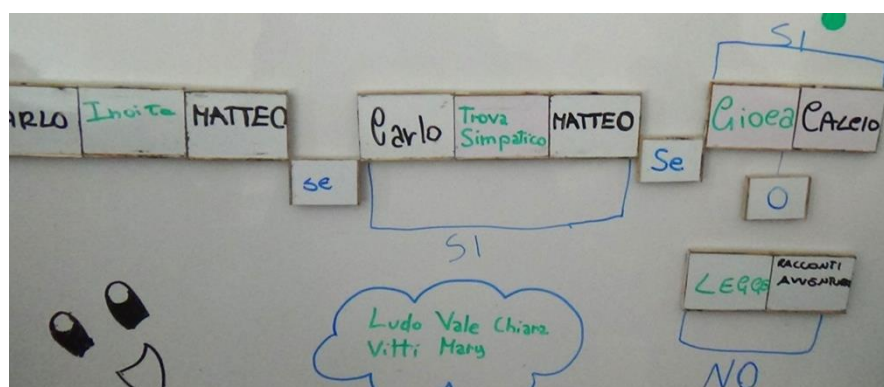 SI
ARLO Invita MATTEO
se
Carlo Trova Simpatico MATTEO
Se
Gioca CALCIO
O
SI
LEGGE RACCONTI AVVENTURA
NO
Ludo Vale Chiara
Vitti Mary